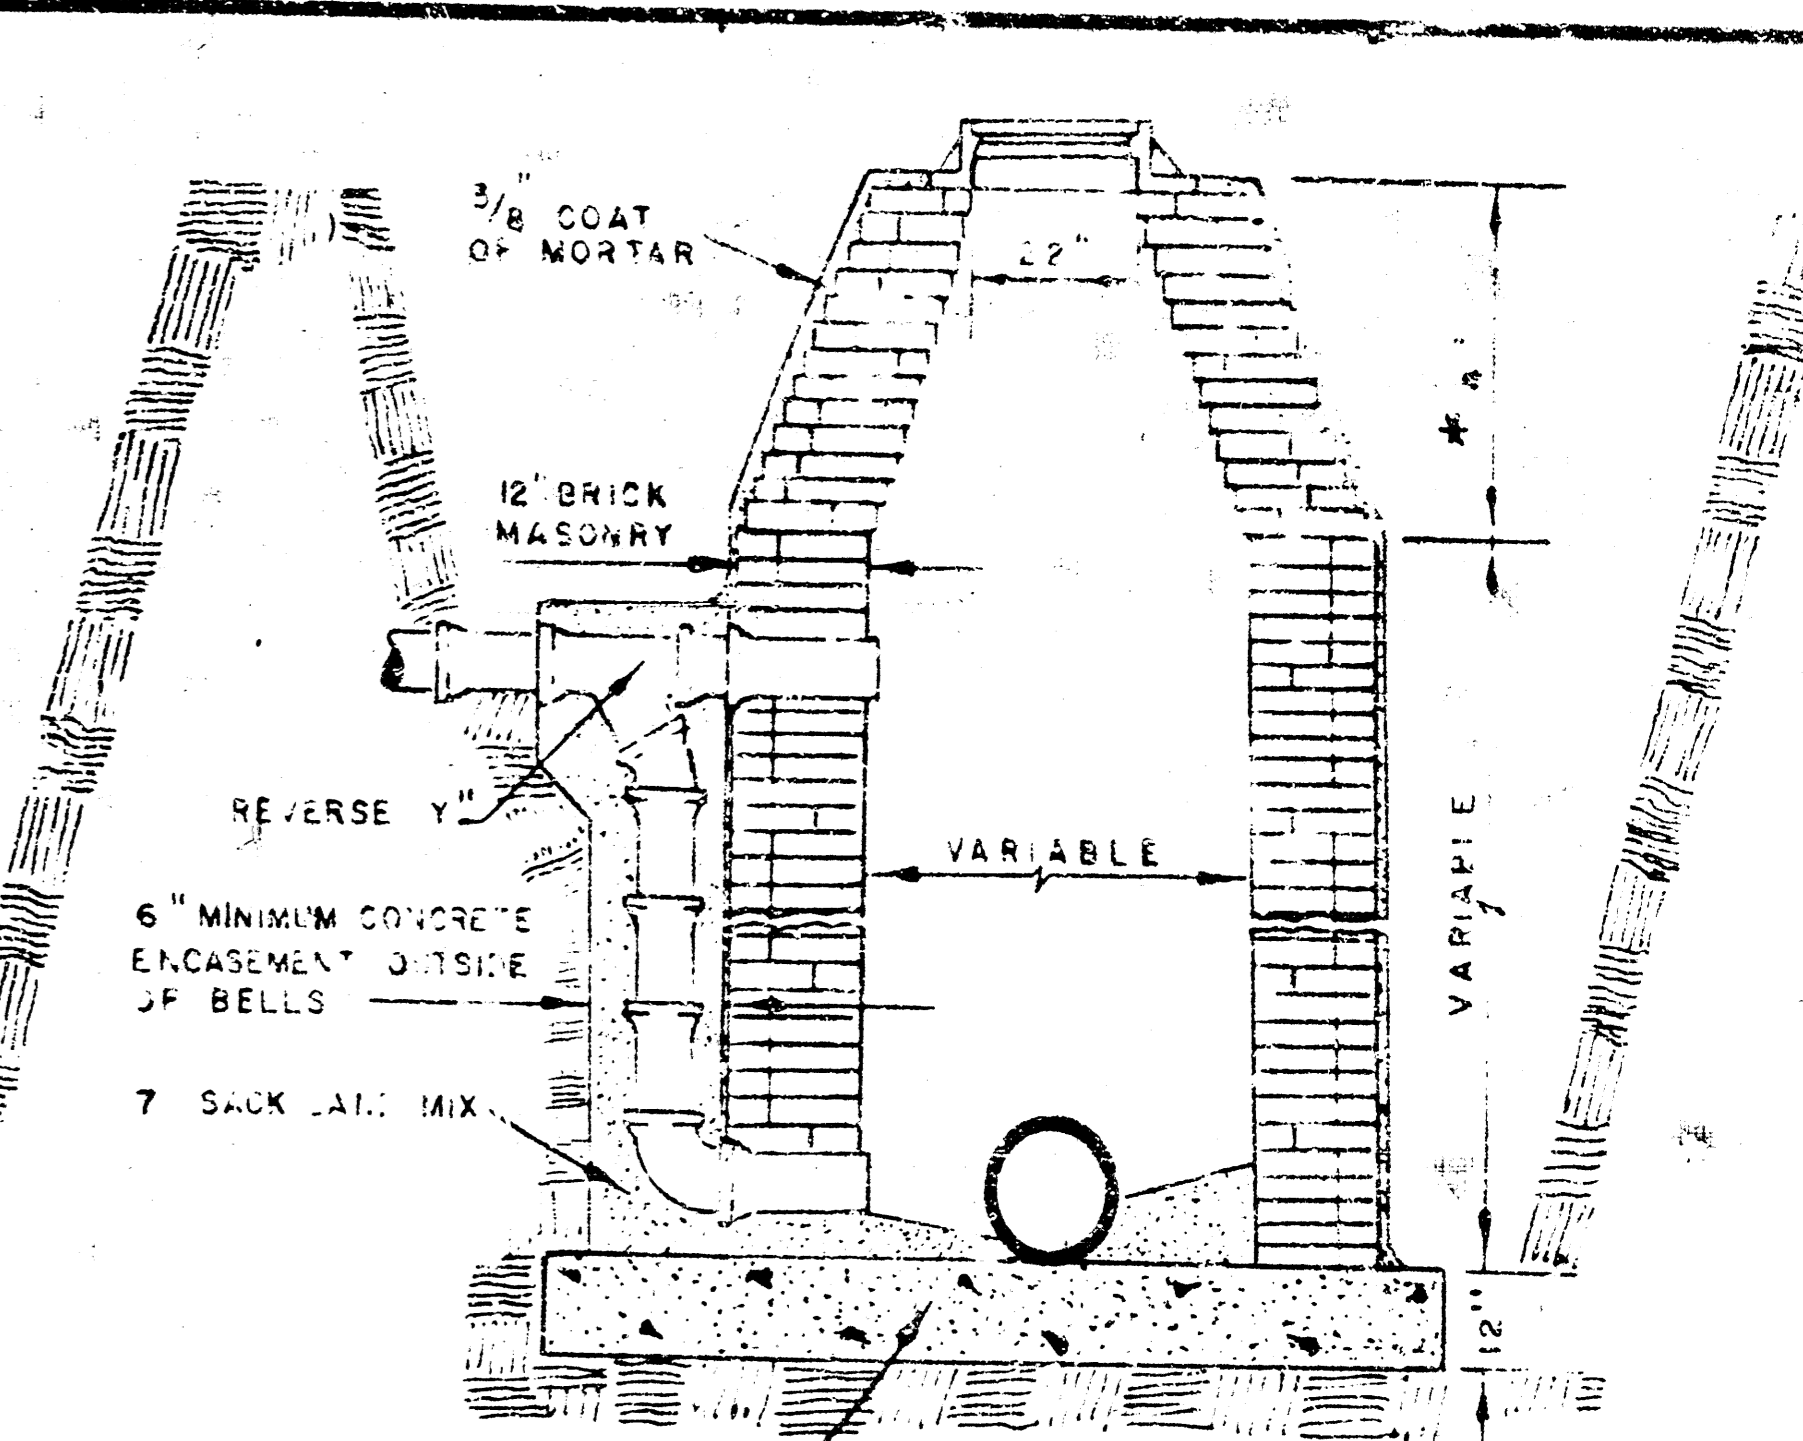 3/8" COAT
OF MORTAR
22"
12" BRICK
MASONRY
REVERSE Y"
VARIABLE
VARIABLE
6" MINIMUM CONCRETE
ENCASEMENT OUTSIDE
OF BELLS
7 SACK MIX
12"